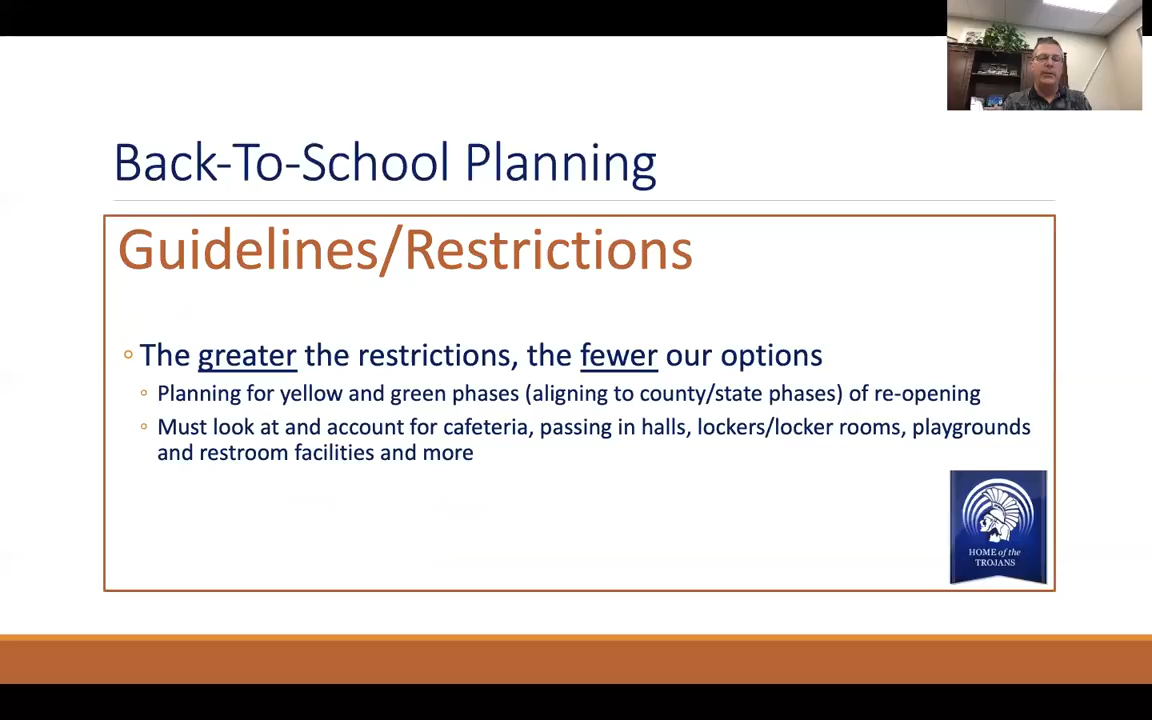 Back-To-School Planning
Guidelines/Restrictions
The greater the restrictions, the fewer our options
Planning for yellow and green phases (aligning to county/state phases) of re-opening
Must look at and account for cafeteria, passing in halls, lockers/locker rooms, playgrounds
and restroom facilities and more
HOME of the
TROJANS